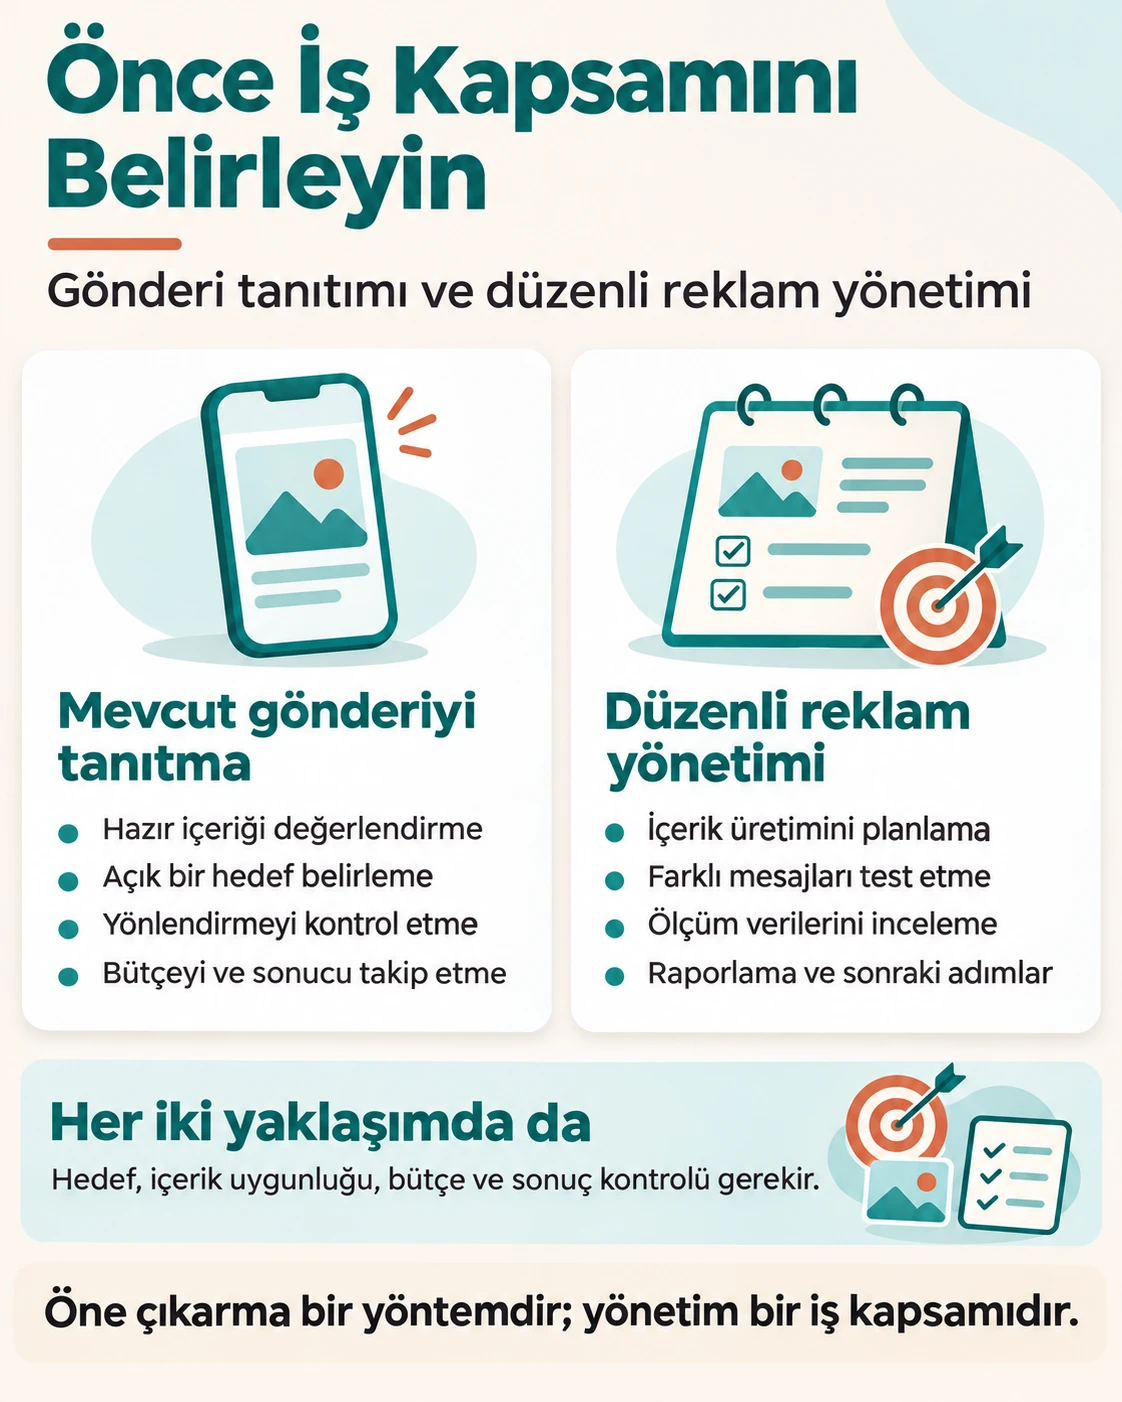 Önce İş Kapsamını
Belirleyin
Gönderi tanıtımı ve düzenli reklam yönetimi
Mevcut gönderiyi
tanıtma
Hazır içeriği değerlendirme
Açık bir hedef belirleme
Yönlendirmeyi kontrol etme
Bütçeyi ve sonucu takip etme
Düzenli reklam
yönetimi
İçerik üretimini planlama
Farklı mesajları test etme
Ölçüm verilerini inceleme
Raporlama ve sonraki adımlar
Her iki yaklaşımda da
Hedef, içerik uygunluğu, bütçe ve sonuç kontrolü gerekir.
Öne çıkarma bir yöntemdir; yönetim bir iş kapsamıdır.